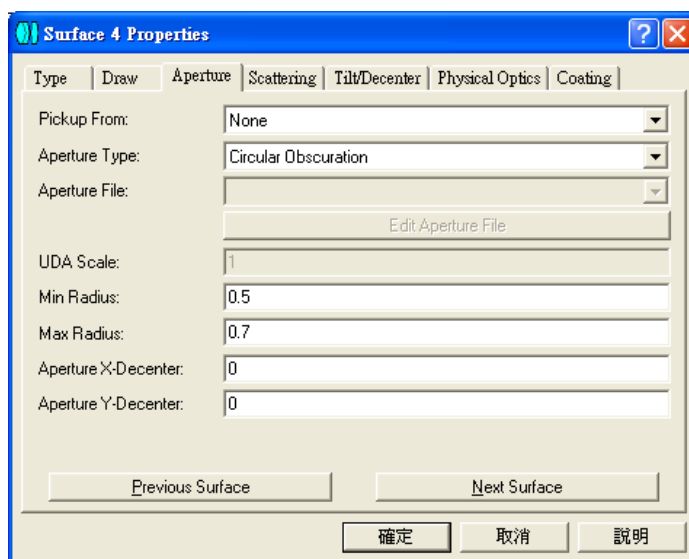 Surface 4 Properties
Type Draw Aperture Scattering Tilt/Decenter Physical Optics Coating
Pickup From: None
Aperture Type: Circular Obscuration
Aperture File:
Edit Aperture File
UDA Scale: 1
Min Radius: 0.5
Max Radius: 0.7
Aperture X-Decenter: 0
Aperture Y-Decenter: 0
Previous Surface Next Surface
確定 取消 說明